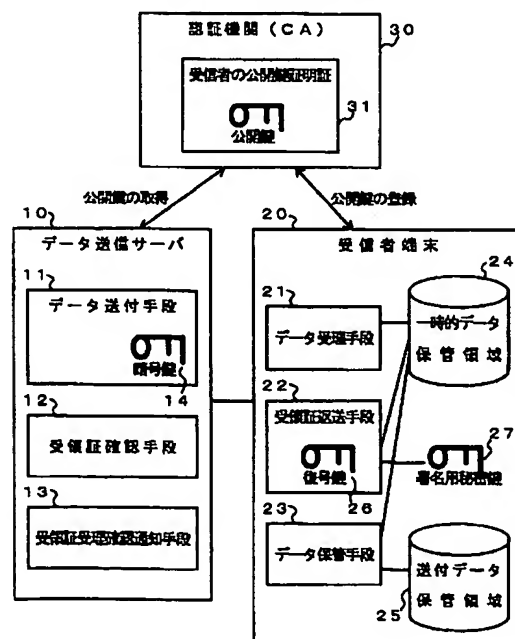 認証機関(CA)
30
受信者の公開鍵証明証
31
公開鍵
公開鍵の取得
公開鍵の登録
10
データ送信サーバ
11
データ送付手段
暗号鍵
14
12
受領証確認手段
13
受領証受理確認通知手段
20
受信者端末
24
一時的データ
保管領域
21
データ受理手段
22
受領証返送手段
復号鍵
26
27
署名用秘密鍵
23
データ保管手段
送付データ
保管領域
25